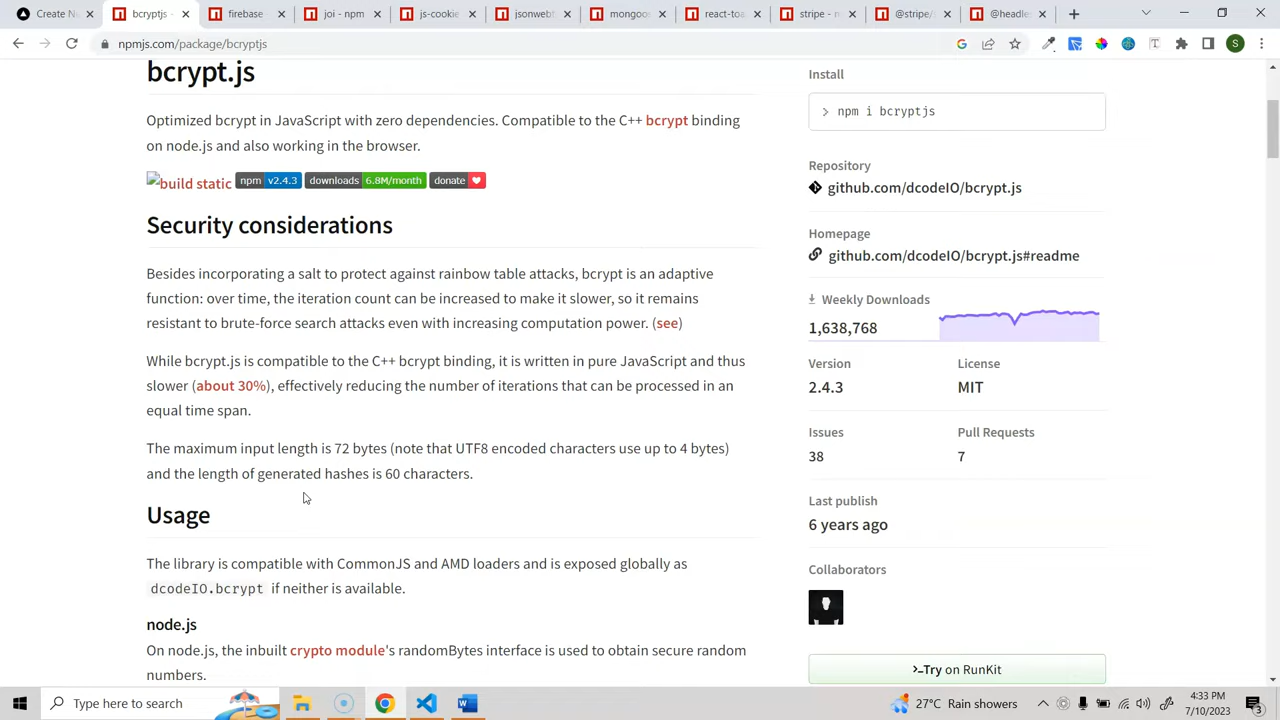 Create Ne
bcryptjs -
firebase
joi - npm
js-cookie
jsonwebt
mongoos
react-toa
stripe - n
@stripe/s
@headles
npmjs.com/package/bcryptjs
S
bcrypt.js
Optimized bcrypt in JavaScript with zero dependencies. Compatible to the C++ bcrypt binding
on node.js and also working in the browser.
build static npm v2.4.3 downloads 6.8M/month donate
Security considerations
Besides incorporating a salt to protect against rainbow table attacks, bcrypt is an adaptive
function: over time, the iteration count can be increased to make it slower, so it remains
resistant to brute-force search attacks even with increasing computation power. (see)
While bcrypt.js is compatible to the C++ bcrypt binding, it is written in pure JavaScript and thus
slower (about 30%), effectively reducing the number of iterations that can be processed in an
equal time span.
The maximum input length is 72 bytes (note that UTF8 encoded characters use up to 4 bytes)
and the length of generated hashes is 60 characters.
Usage
The library is compatible with CommonJS and AMD loaders and is exposed globally as
dcodeIO.bcrypt if neither is available.
node.js
On node.js, the inbuilt crypto module's randomBytes interface is used to obtain secure random
numbers.
Install
> npm i bcryptjs
Repository
github.com/dcodeIO/bcrypt.js
Homepage
github.com/dcodeIO/bcrypt.js#readme
Weekly Downloads
1,638,768
Version License
2.4.3 MIT
Issues Pull Requests
38 7
Last publish
6 years ago
Collaborators
>-Try on RunKit
Type here to search
27°C Rain showers
4:33 PM
7/10/2023
3